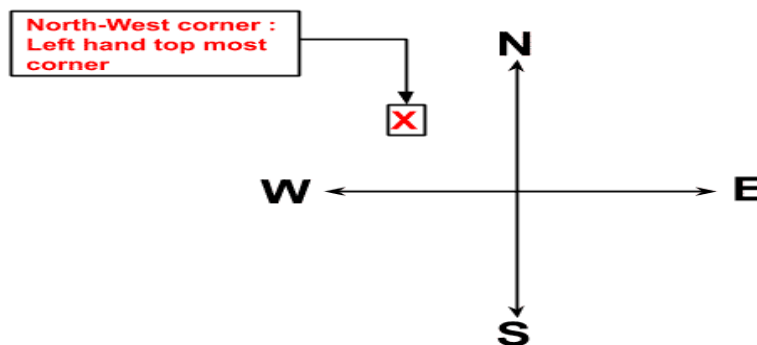 North-West corner :
Left hand top most
corner
N
X
W
E
S